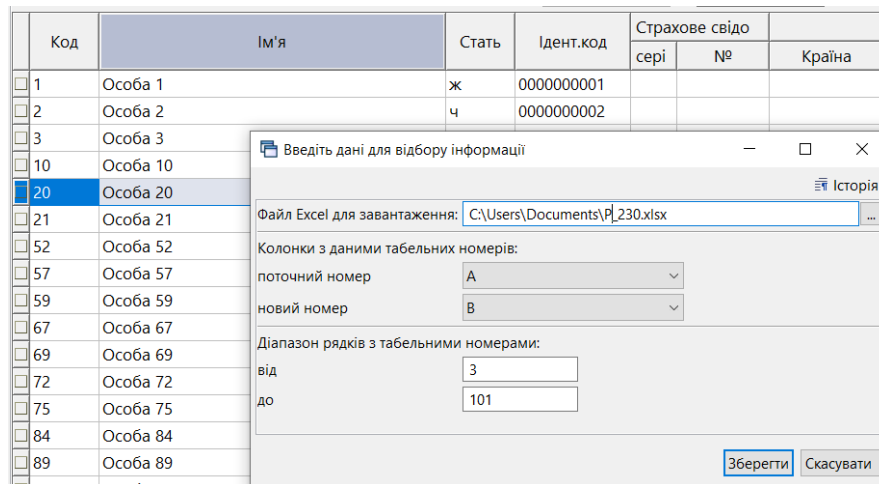 Код Ім'я Стать Ідент.код Страхове свідо
сері № Країна
1 Особа 1 ж 0000000001
2 Особа 2 ч 0000000002
3 Особа 3
10 Особа 10
20 Особа 20
21 Особа 21
52 Особа 52
57 Особа 57
59 Особа 59
67 Особа 67
69 Особа 69
72 Особа 72
75 Особа 75
84 Особа 84
89 Особа 89
Введіть дані для відбору інформації
Історія
Файл Excel для завантаження: C:\Users\Documents\P_230.xlsx ...
Колонки з даними табельних номерів:
поточний номер A
новий номер B
Діапазон рядків з табельними номерами:
від 3
до 101
Зберегти Скасувати